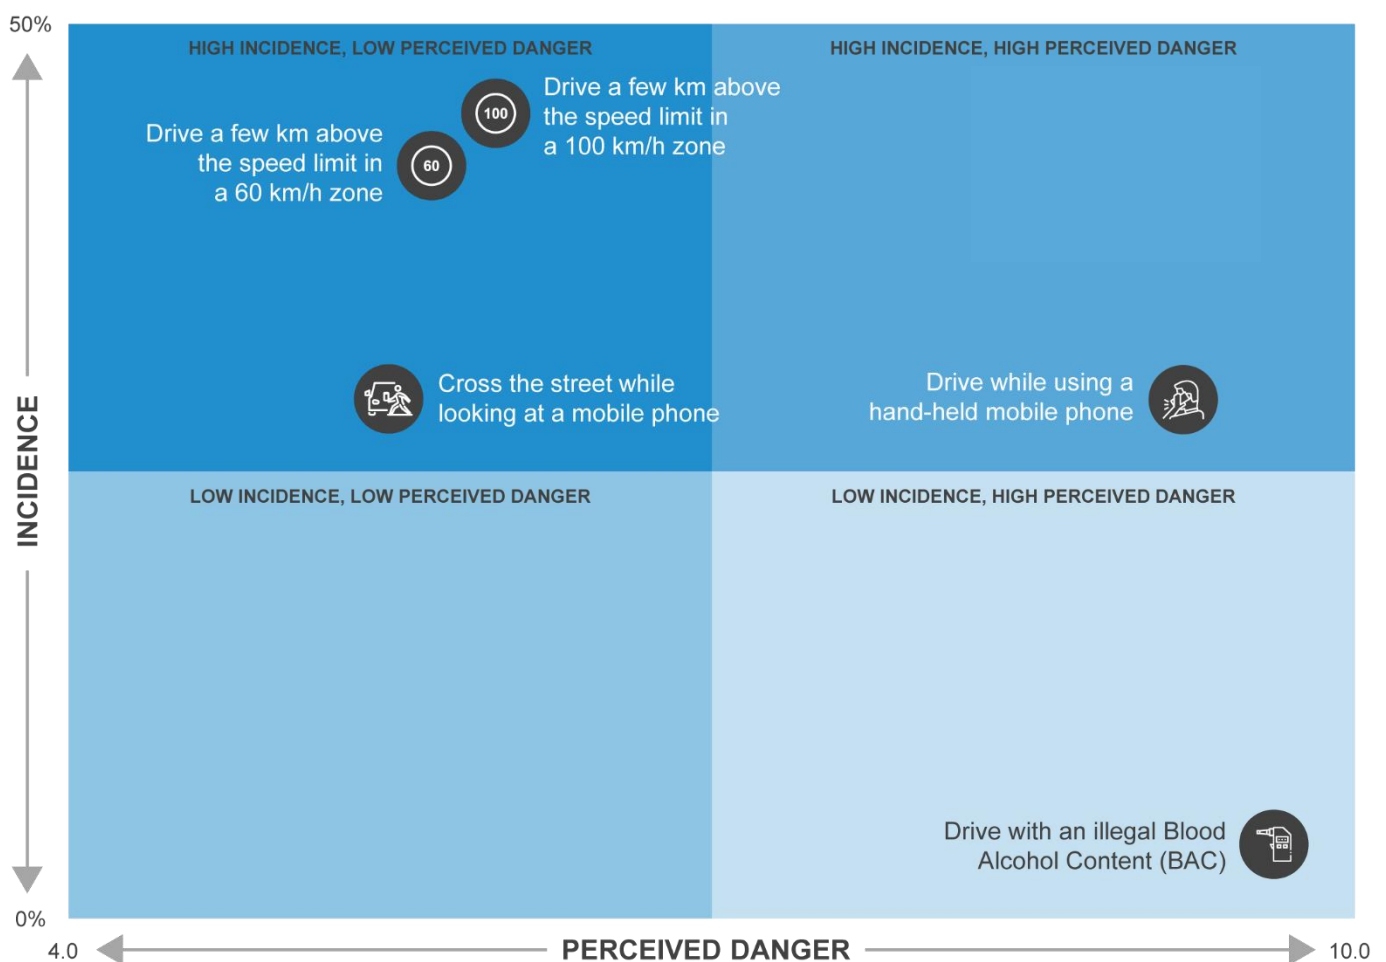 50%
HIGH INCIDENCE, LOW PERCEIVED DANGER
HIGH INCIDENCE, HIGH PERCEIVED DANGER
Drive a few km above
the speed limit in
a 60 km/h zone
60
100
Drive a few km above
the speed limit in
a 100 km/h zone
Cross the street while
looking at a mobile phone
Drive while using a
hand-held mobile phone
INCIDENCE
LOW INCIDENCE, LOW PERCEIVED DANGER
LOW INCIDENCE, HIGH PERCEIVED DANGER
Drive with an illegal Blood
Alcohol Content (BAC)
0%
4.0
PERCEIVED DANGER
10.0